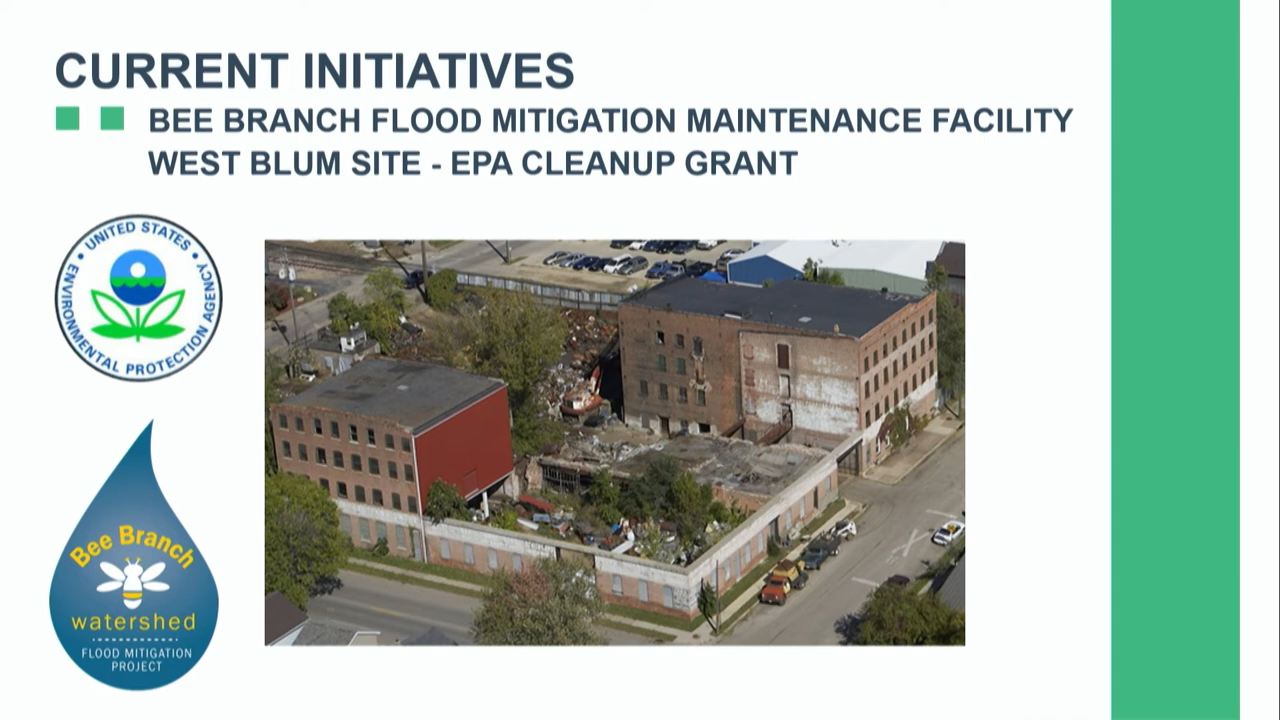 CURRENT INITIATIVES
BEE BRANCH FLOOD MITIGATION MAINTENANCE FACILITY
WEST BLUM SITE - EPA CLEANUP GRANT
UNITED STATES
ENVIRONMENTAL PROTECTION AGENCY
Bee Branch
watershed
FLOOD MITIGATION
PROJECT